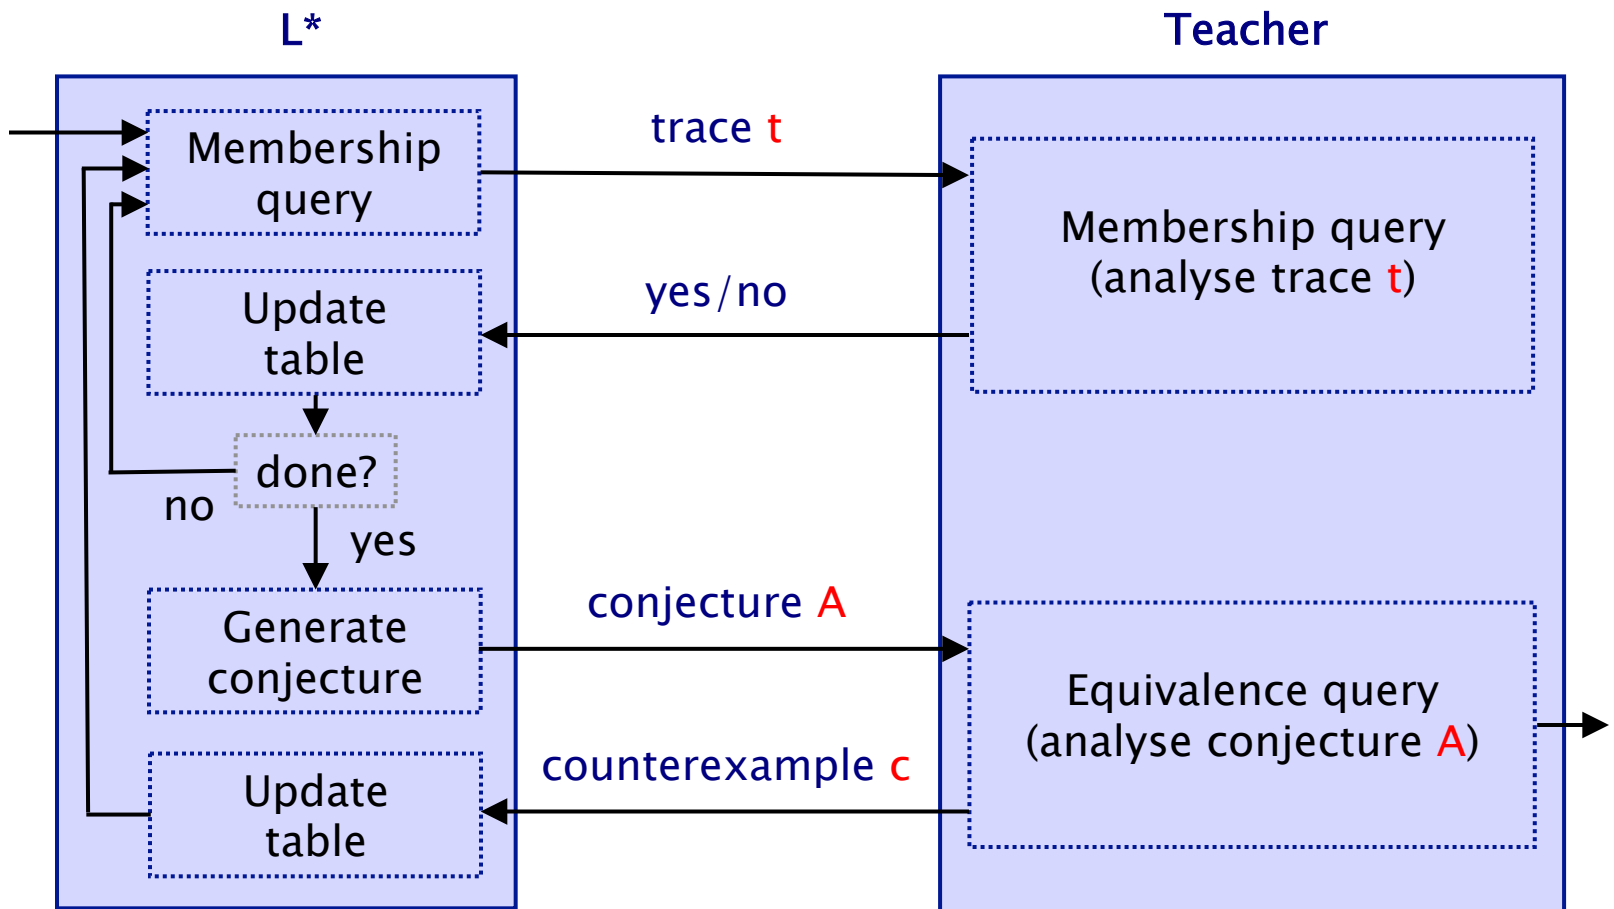 L*
Teacher
Membership
query
trace t
Membership query
(analyse trace t)
Update
table
yes/no
done?
no
yes
Generate
conjecture
conjecture A
Equivalence query
(analyse conjecture A)
counterexample c
Update
table